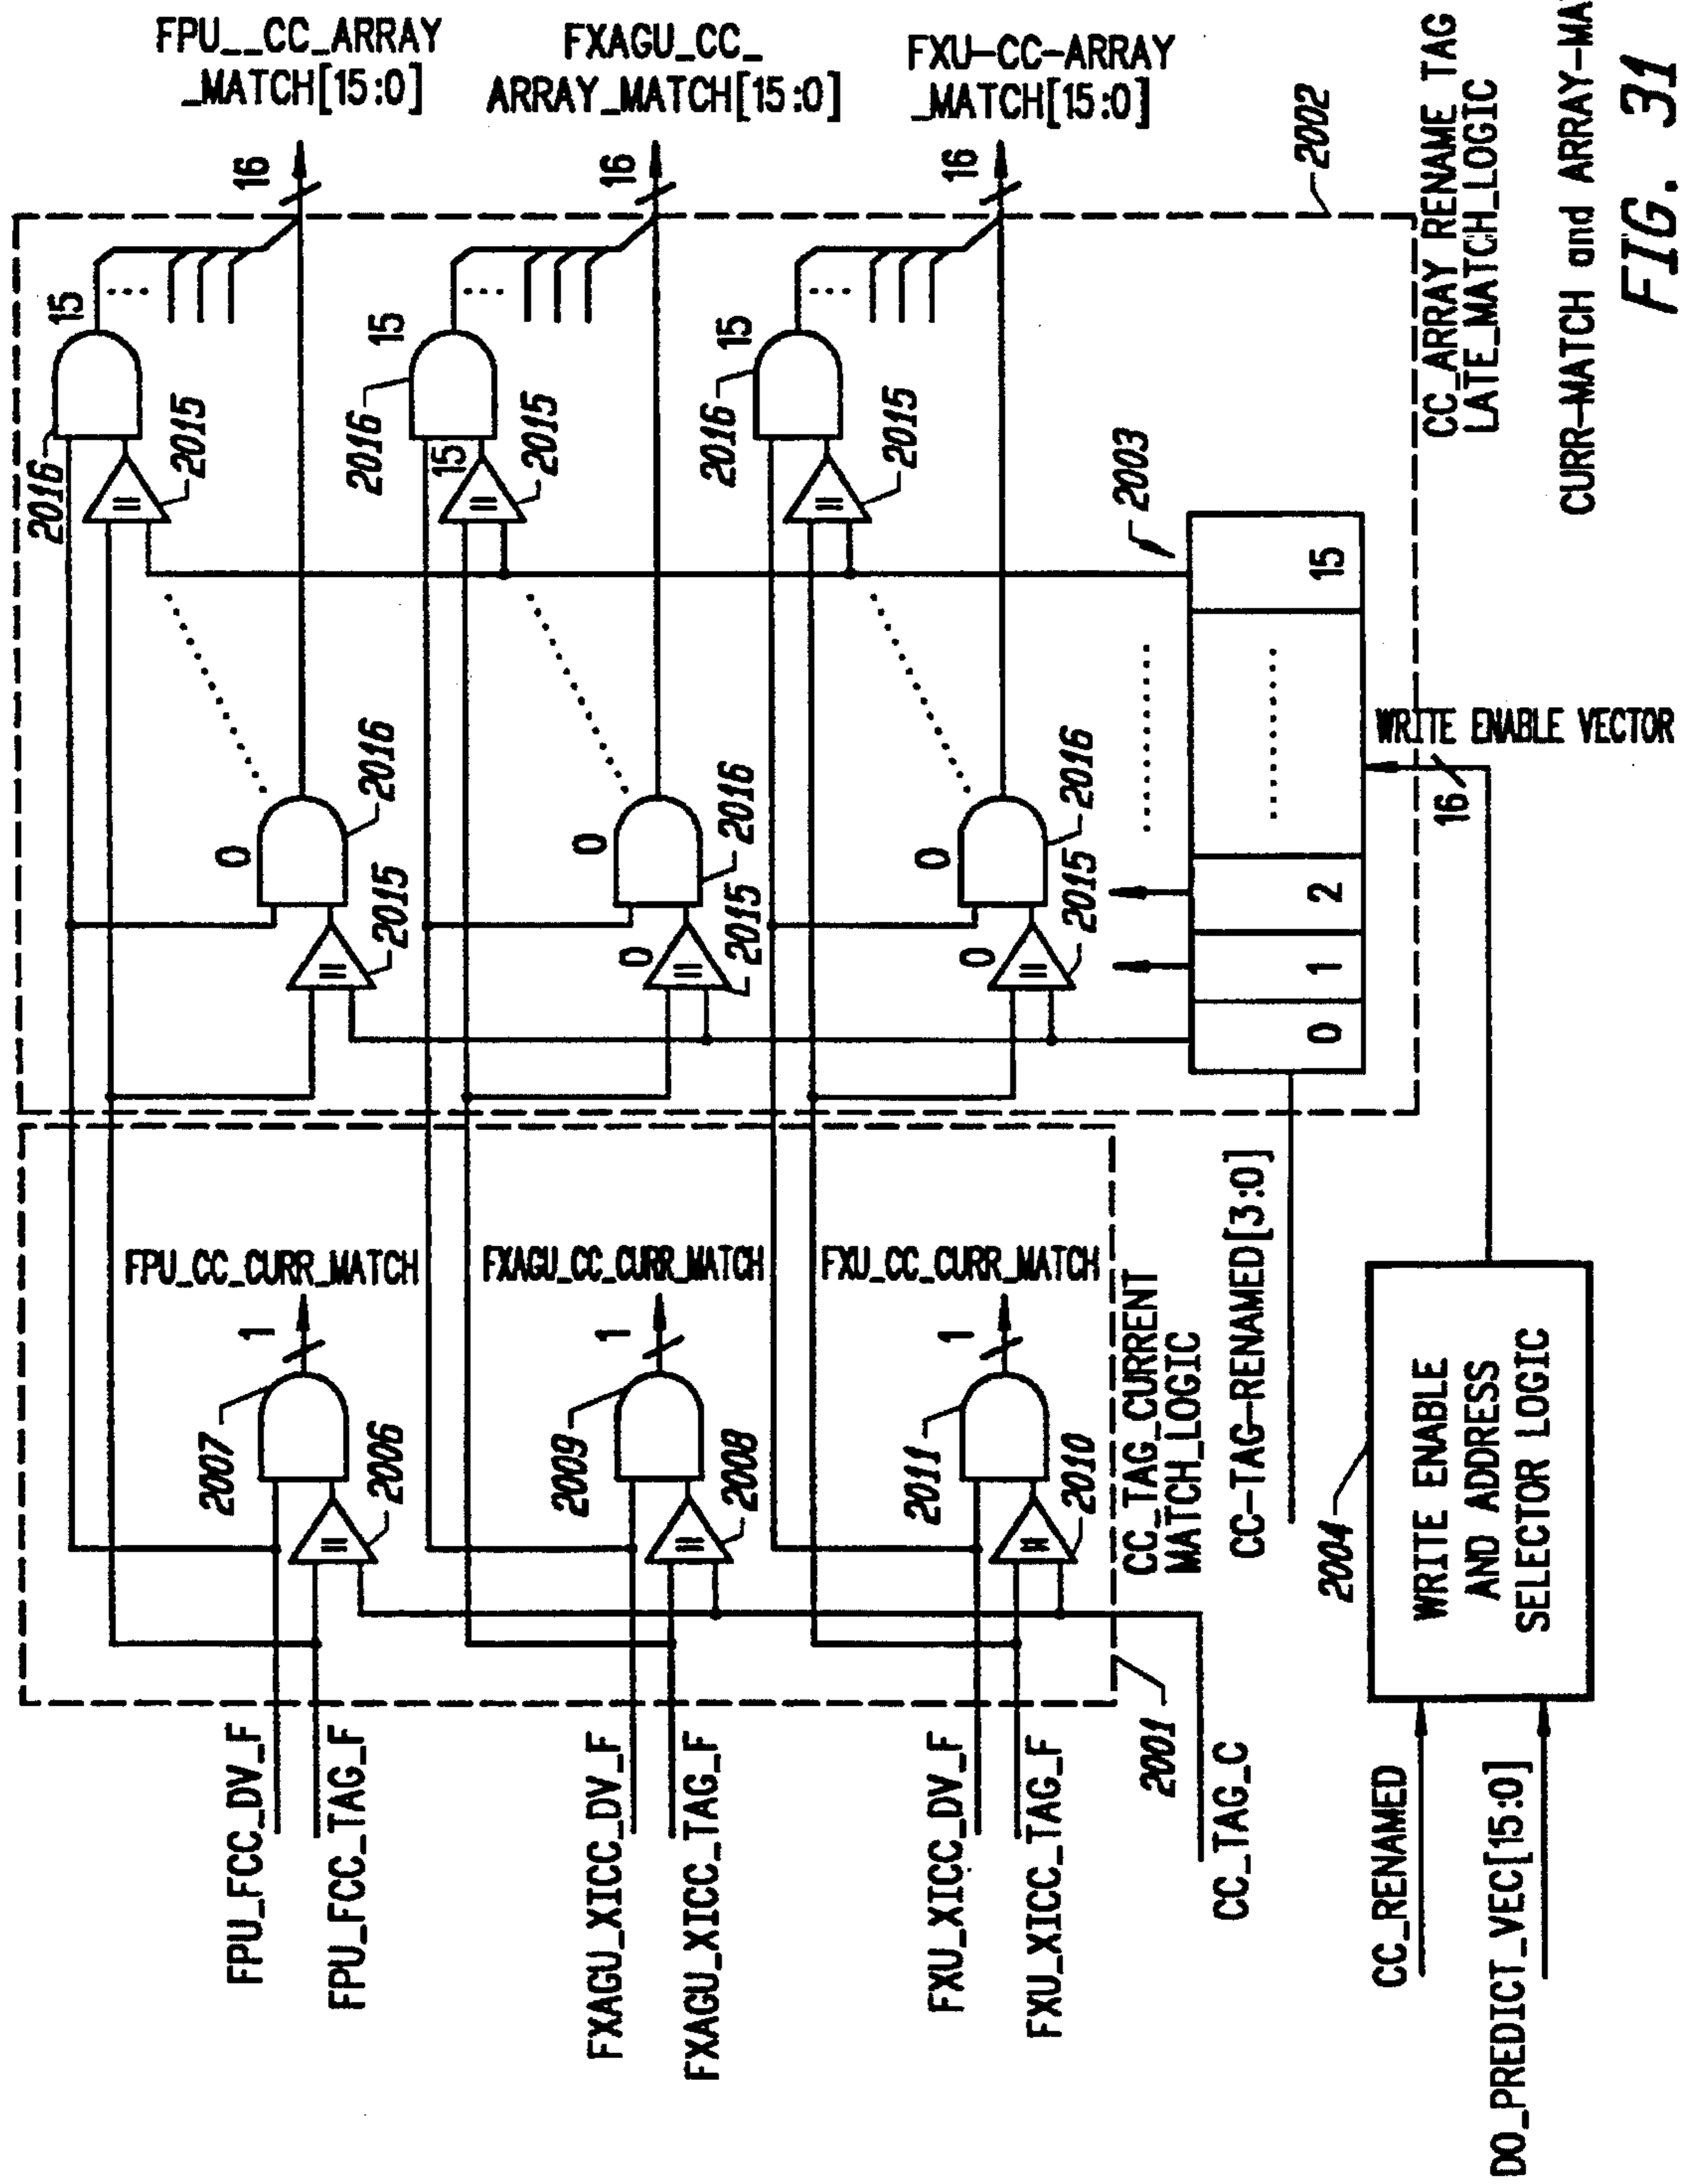 FPU__CC_ARRAY
_MATCH[15:0]
FXAGU_CC_
ARRAY_MATCH[15:0]
FXU-CC-ARRAY
_MATCH[15:0]
16
16
16
15
15
15
2016
2015
2016
15
2015
2016
2015
0
2016
2015
0
2016
0
2015
0
2016
0
2015
2003
2002
0
1
2
15
CC_ARRAY RENAME TAG
LATE_MATCH_LOGIC
WRITE ENABLE VECTOR
16
FPU_CC_CURR_MATCH
FXAGU_CC_CURR_MATCH
FXU_CC_CURR_MATCH
1
1
1
2007
2006
2009
2008
2011
2010
CC_TAG_CURRENT
MATCH_LOGIC
CC-TAG-RENAMED[3:0]
2004
WRITE ENABLE
AND ADDRESS
SELECTOR LOGIC
FPU_FCC_DV_F
FPU_FCC_TAG_F
FXAGU_XICC_DV_F
FXAGU_XICC_TAG_F
FXU_XICC_DV_F
FXU_XICC_TAG_F
2001
CC_TAG_C
CC_RENAMED
DO_PREDICT_VEC[15:0]
CURR-MATCH and ARRAY-MA
FIG. 31